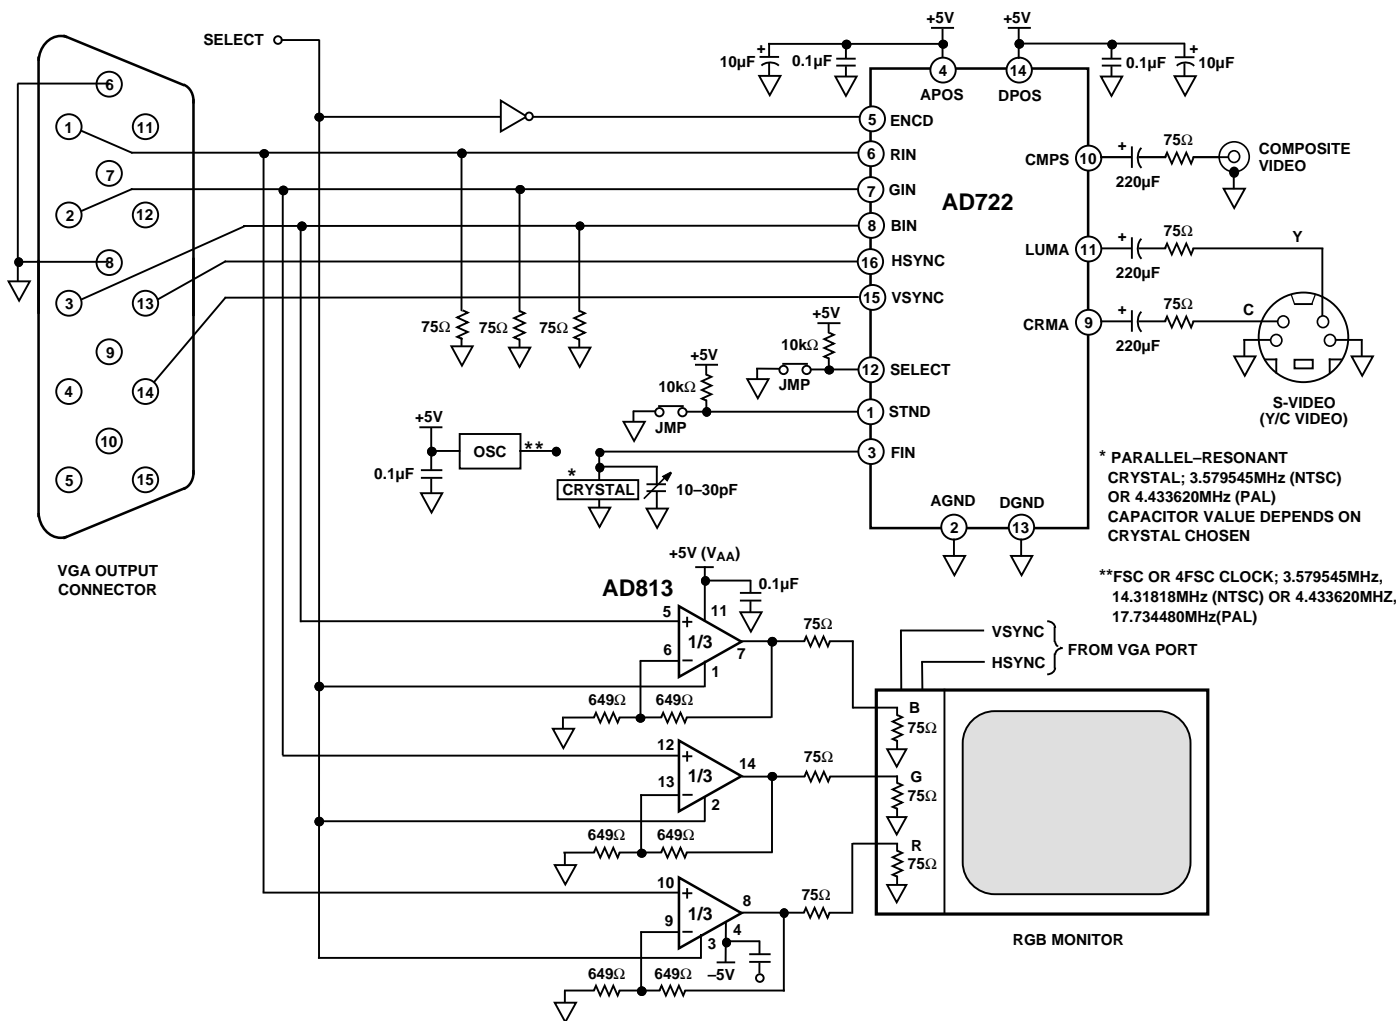 SELECT
6
1
11
7
2
12
8
3
13
9
4
14
10
5
15
VGA OUTPUT
CONNECTOR
75Ω
75Ω
75Ω
+5V
+5V
10µF
+
0.1µF
0.1µF
+
10µF
4
14
APOS
DPOS
5
ENCD
6
RIN
7
GIN
8
BIN
16
HSYNC
15
VSYNC
12
SELECT
1
STND
3
FIN
AD722
CMPS
10
LUMA
11
CRMA
9
AGND
DGND
2
13
+
220µF
75Ω
COMPOSITE
VIDEO
+
220µF
75Ω
Y
+
220µF
75Ω
C
S-VIDEO
(Y/C VIDEO)
+5V
10kΩ
JMP
+5V
10kΩ
JMP
+5V
0.1µF
OSC
**
*
CRYSTAL
10–30pF
* PARALLEL–RESONANT
CRYSTAL; 3.579545MHz (NTSC)
OR 4.433620MHz (PAL)
CAPACITOR VALUE DEPENDS ON
CRYSTAL CHOSEN
**FSC OR 4FSC CLOCK; 3.579545MHz,
14.31818MHz (NTSC) OR 4.433620MHZ,
17.734480MHz(PAL)
AD813
+5V (VAA)
0.1µF
5
+
11
1/3
6
–
7
1
75Ω
649Ω
649Ω
12
+
14
1/3
13
–
2
75Ω
649Ω
649Ω
10
+
8
1/3
9
–
3
4
–5V
75Ω
649Ω
649Ω
VSYNC
HSYNC
FROM VGA PORT
B
75Ω
G
75Ω
R
75Ω
RGB MONITOR